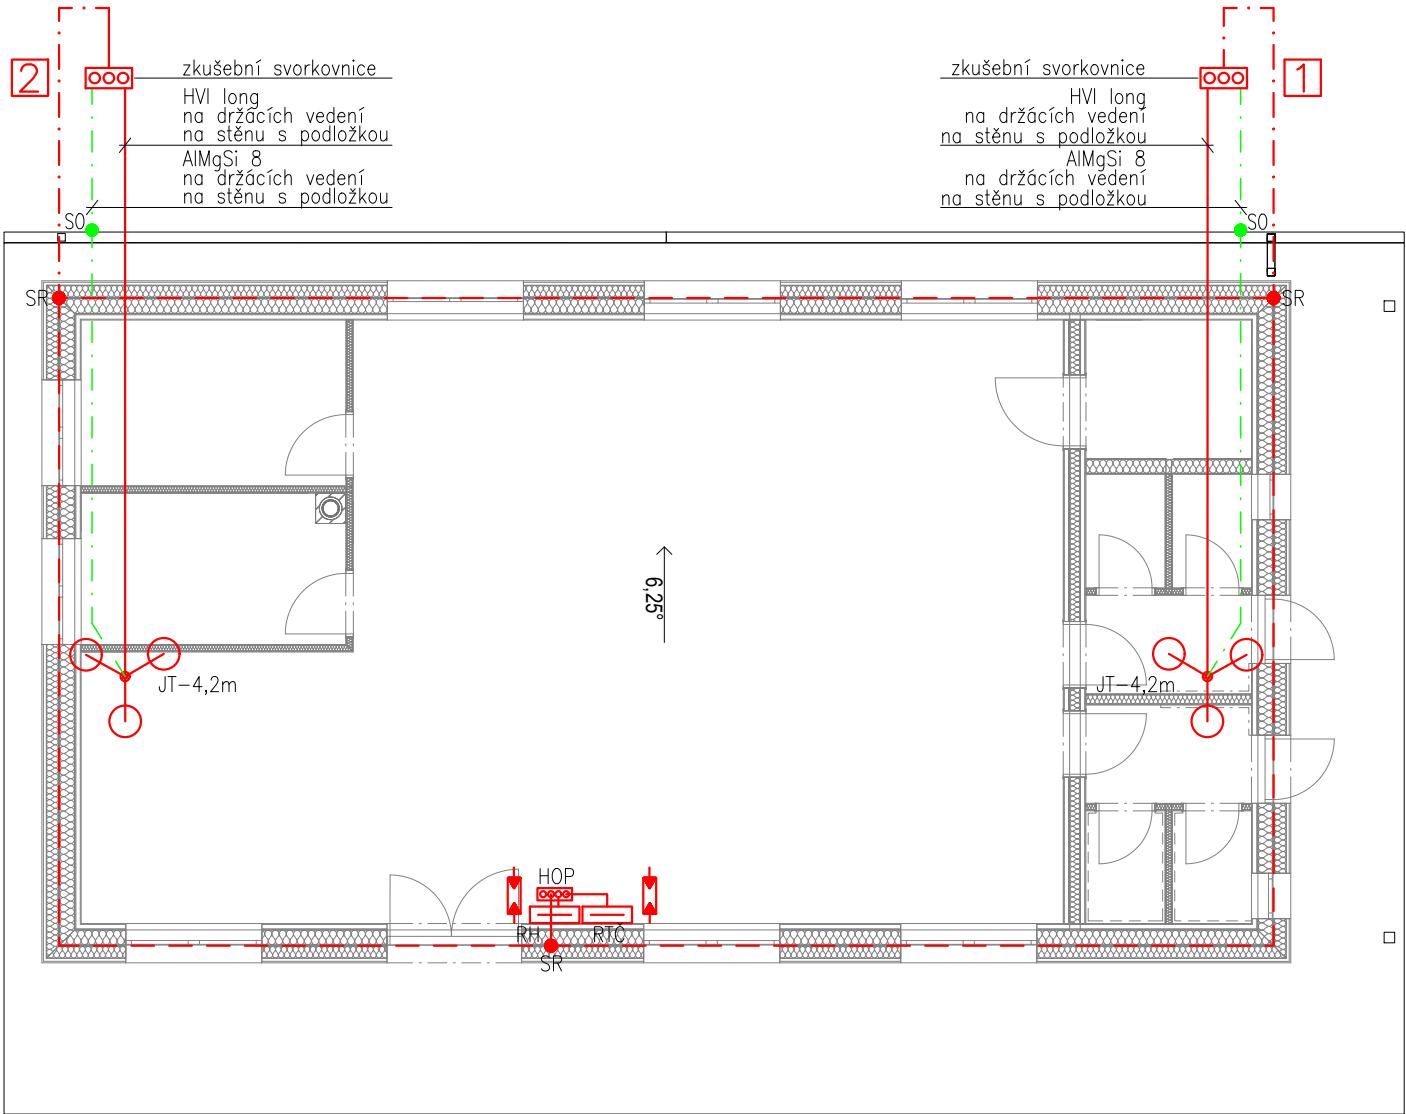 2
zkušební svorkovnice
HVI long
na držácích vedení
na stěnu s podložkou
AlMgSi 8
na držácích vedení
na stěnu s podložkou
SO
zkušební svorkovnice
1
HVI long
na držácích vedení
na stěnu s podložkou
AlMgSi 8
na držácích vedení
na stěnu s podložkou
SO
SR
SR
6,25°
JT-4,2m
JT-4,2m
HOP
RH
RTČ
SR